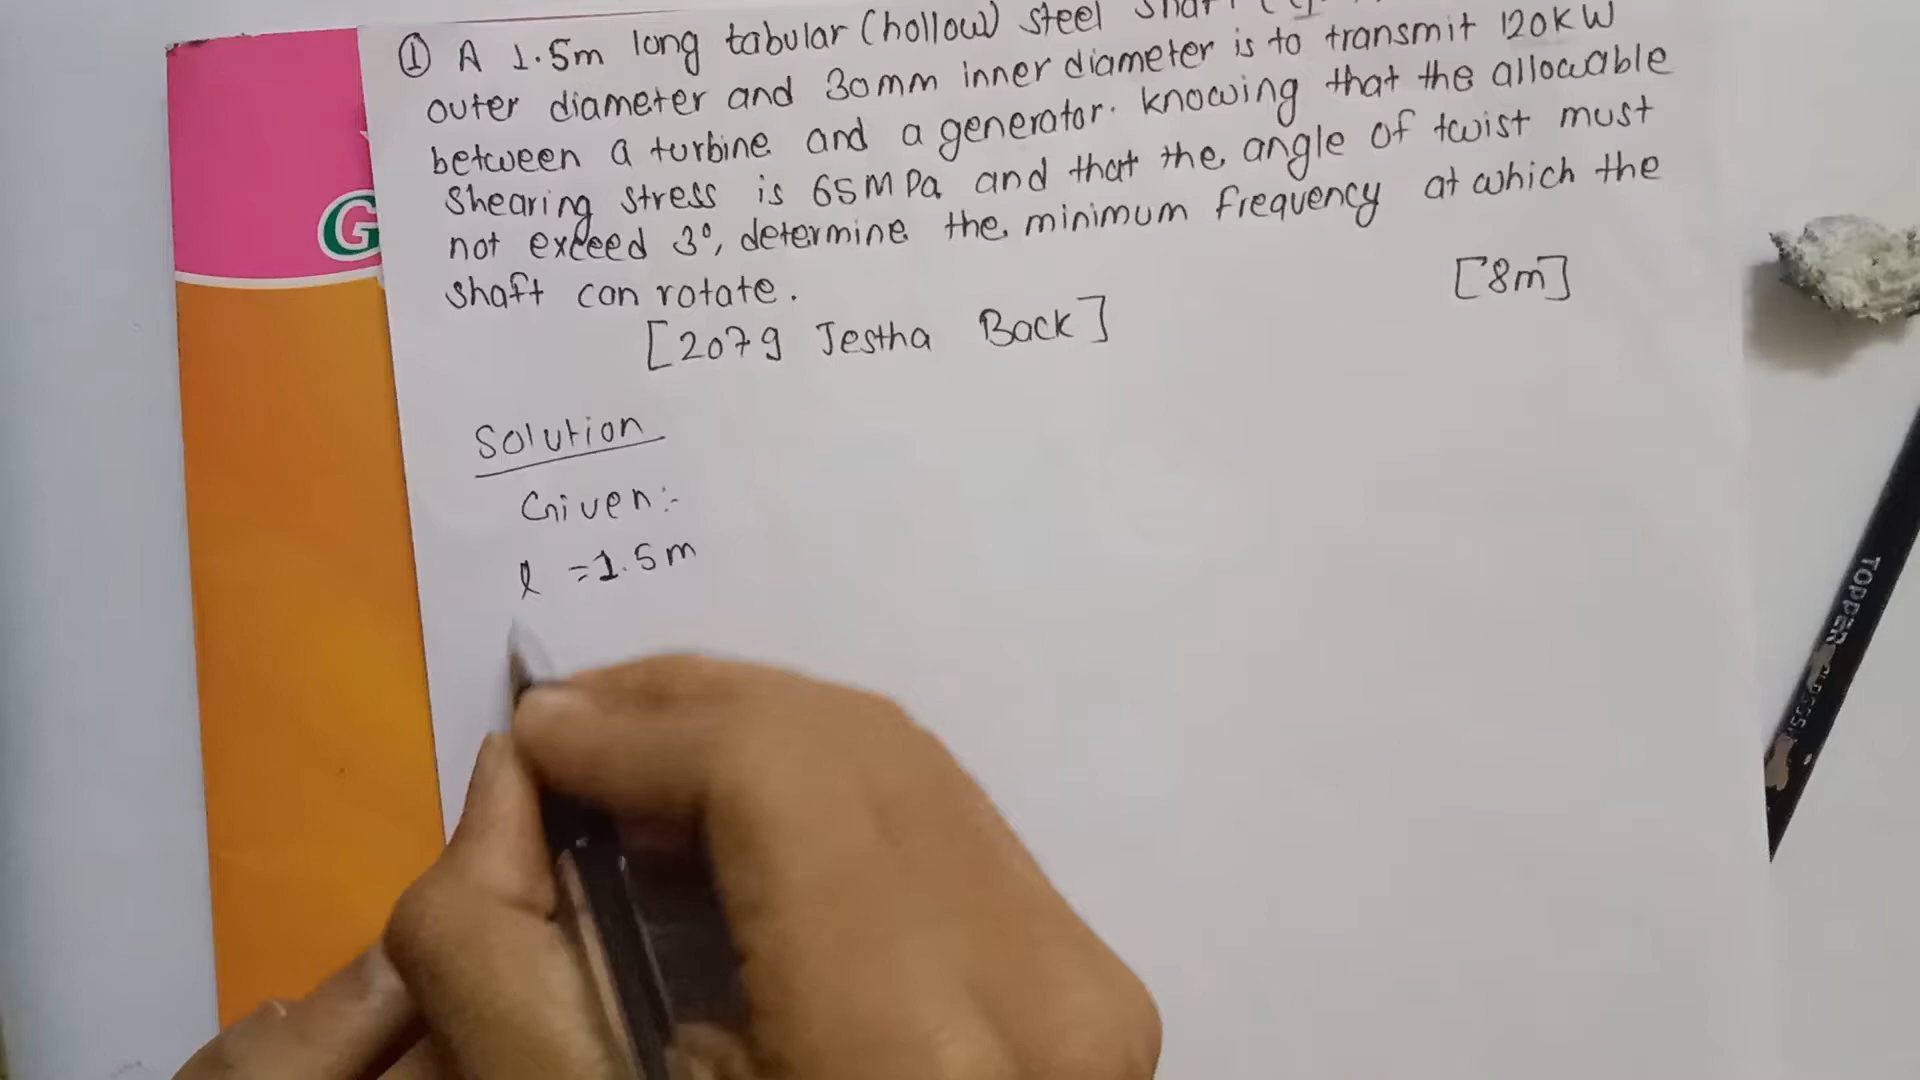 ① A 1.5m long tabular (hollow) steel shaft
outer diameter and 30mm inner diameter is to transmit 120kW
between a turbine and a generator. knowing that the allowable
shearing stress is 65MPa and that the angle of twist must
not exceed 3°, determine the minimum frequency at which the
shaft can rotate.
[8m]
[2079 Jestha Back]
Solution
Given:-
l = 1.5m
G
TOPPER